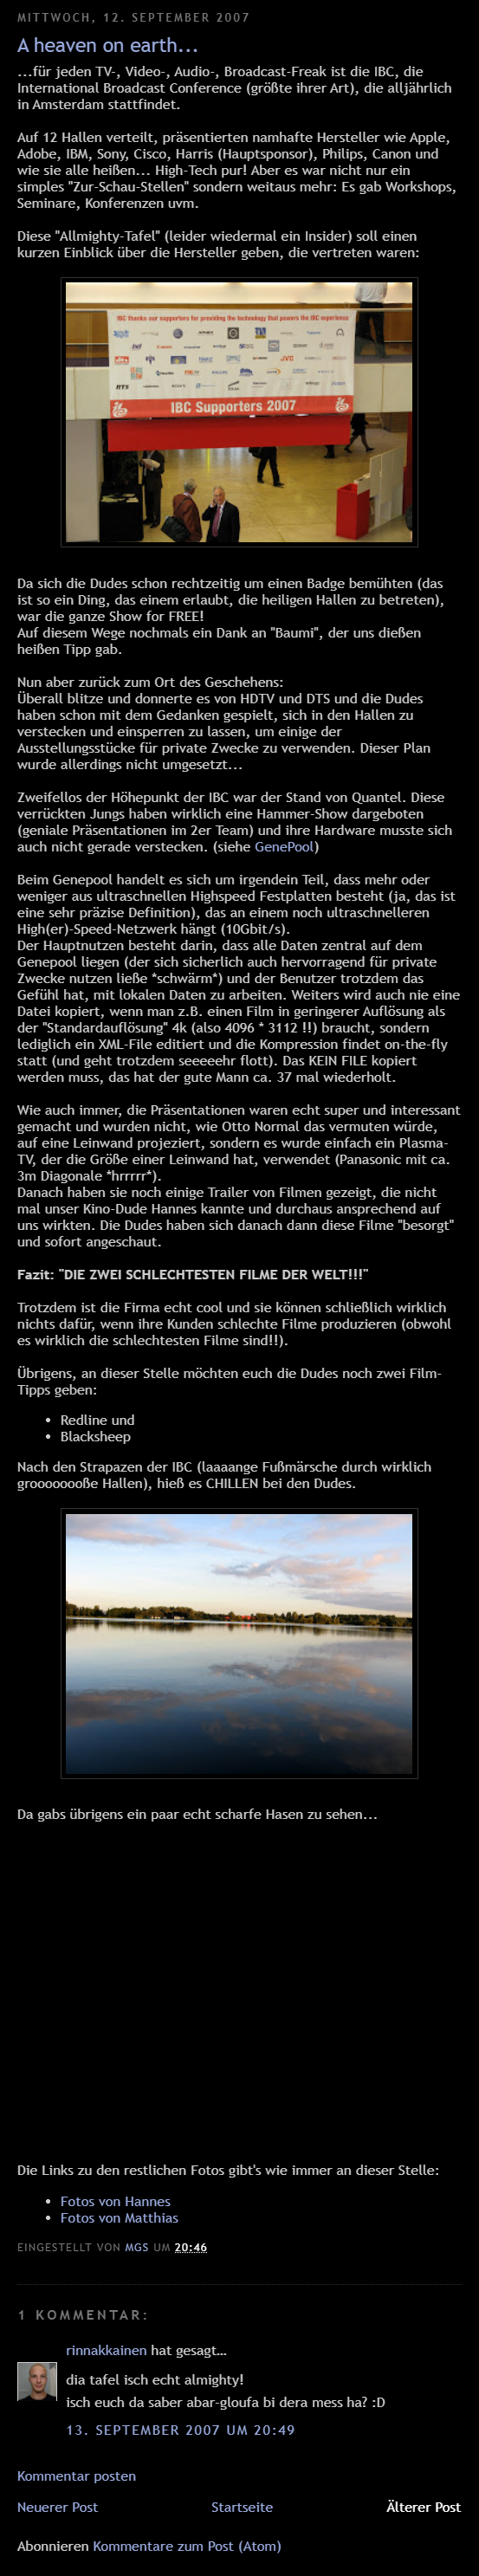 MITTWOCH, 12. SEPTEMBER 2007
A heaven on earth...
...für jeden TV-, Video-, Audio-, Broadcast-Freak ist die IBC, die
International Broadcast Conference (größte ihrer Art), die alljährlich
in Amsterdam stattfindet.
Auf 12 Hallen verteilt, präsentierten namhafte Hersteller wie Apple,
Adobe, IBM, Sony, Cisco, Harris (Hauptsponsor), Philips, Canon und
wie sie alle heißen... High-Tech pur! Aber es war nicht nur ein
simples "Zur-Schau-Stellen" sondern weitaus mehr: Es gab Workshops,
Seminare, Konferenzen uvm.
Diese "Allmighty-Tafel" (leider wiedermal ein Insider) soll einen
kurzen Einblick über die Hersteller geben, die vertreten waren:
IBC thanks our supporters for providing the technology that powers the IBC experience
dts
JVC
RTS
IBC Supporters 2007
Da sich die Dudes schon rechtzeitig um einen Badge bemühten (das
ist so ein Ding, das einem erlaubt, die heiligen Hallen zu betreten),
war die ganze Show for FREE!
Auf diesem Wege nochmals ein Dank an "Baumi", der uns dießen
heißen Tipp gab.
Nun aber zurück zum Ort des Geschehens:
Überall blitze und donnerte es von HDTV und DTS und die Dudes
haben schon mit dem Gedanken gespielt, sich in den Hallen zu
verstecken und einsperren zu lassen, um einige der
Ausstellungsstücke für private Zwecke zu verwenden. Dieser Plan
wurde allerdings nicht umgesetzt...
Zweifellos der Höhepunkt der IBC war der Stand von Quantel. Diese
verrückten Jungs haben wirklich eine Hammer-Show dargeboten
(geniale Präsentationen im 2er Team) und ihre Hardware musste sich
auch nicht gerade verstecken. (siehe GenePool)
Beim Genepool handelt es sich um irgendein Teil, dass mehr oder
weniger aus ultraschnellen Highspeed Festplatten besteht (ja, das ist
eine sehr präzise Definition), das an einem noch ultraschnelleren
High(er)-Speed-Netzwerk hängt (10Gbit/s).
Der Hauptnutzen besteht darin, dass alle Daten zentral auf dem
Genepool liegen (der sich sicherlich auch hervorragend für private
Zwecke nutzen ließe *schwärm*) und der Benutzer trotzdem das
Gefühl hat, mit lokalen Daten zu arbeiten. Weiters wird auch nie eine
Datei kopiert, wenn man z.B. einen Film in geringerer Auflösung als
der "Standardauflösung" 4k (also 4096 * 3112 !!) braucht, sondern
lediglich ein XML-File editiert und die Kompression findet on-the-fly
statt (und geht trotzdem seeeeehr flott). Das KEIN FILE kopiert
werden muss, das hat der gute Mann ca. 37 mal wiederholt.
Wie auch immer, die Präsentationen waren echt super und interessant
gemacht und wurden nicht, wie Otto Normal das vermuten würde,
auf eine Leinwand projeziert, sondern es wurde einfach ein Plasma-
TV, der die Größe einer Leinwand hat, verwendet (Panasonic mit ca.
3m Diagonale *hrrrrr*).
Danach haben sie noch einige Trailer von Filmen gezeigt, die nicht
mal unser Kino-Dude Hannes kannte und durchaus ansprechend auf
uns wirkten. Die Dudes haben sich danach dann diese Filme "besorgt"
und sofort angeschaut.
Fazit: "DIE ZWEI SCHLECHTESTEN FILME DER WELT!!!"
Trotzdem ist die Firma echt cool und sie können schließlich wirklich
nichts dafür, wenn ihre Kunden schlechte Filme produzieren (obwohl
es wirklich die schlechtesten Filme sind!!).
Übrigens, an dieser Stelle möchten euch die Dudes noch zwei Film-
Tipps geben:
• Redline und
• Blacksheep
Nach den Strapazen der IBC (laaaange Fußmärsche durch wirklich
groooooooße Hallen), hieß es CHILLEN bei den Dudes.
Da gabs übrigens ein paar echt scharfe Hasen zu sehen...
Die Links zu den restlichen Fotos gibt's wie immer an dieser Stelle:
• Fotos von Hannes
• Fotos von Matthias
EINGESTELLT VON MGS UM 20:46
1 KOMMENTAR:
rinnakkainen hat gesagt...
dia tafel isch echt almighty!
isch euch da saber abar-gloufa bi dera mess ha? :D
13. SEPTEMBER 2007 UM 20:49
Kommentar posten
Neuerer Post Startseite Älterer Post
Abonnieren Kommentare zum Post (Atom)